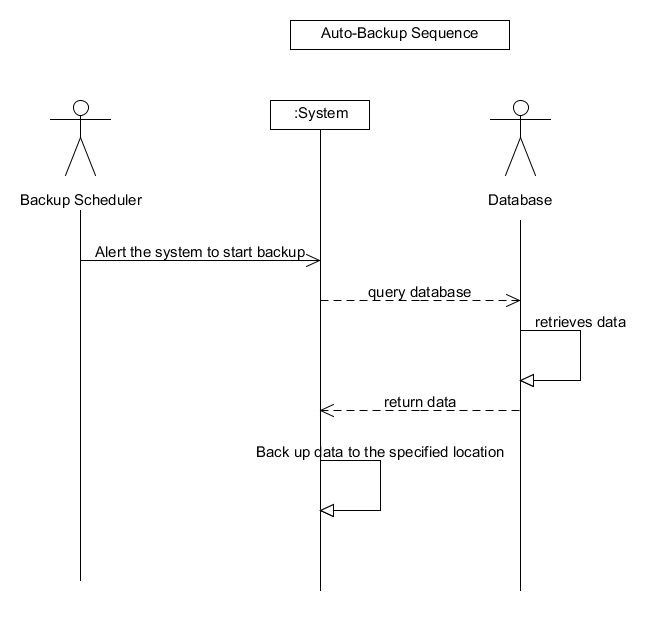 Auto-Backup Sequence
:System
Backup Scheduler
Database
Alert the system to start backup
query database
retrieves data
return data
Back up data to the specified location